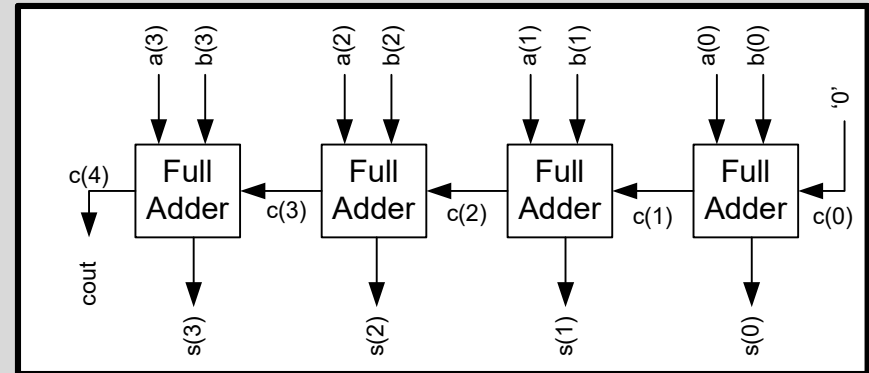 a(3)
b(3)
a(2)
b(2)
a(1)
b(1)
a(0)
b(0)
‘0’
Full
Adder
Full
Adder
Full
Adder
Full
Adder
c(4)
c(3)
c(2)
c(1)
c(0)
cout
s(3)
s(2)
s(1)
s(0)